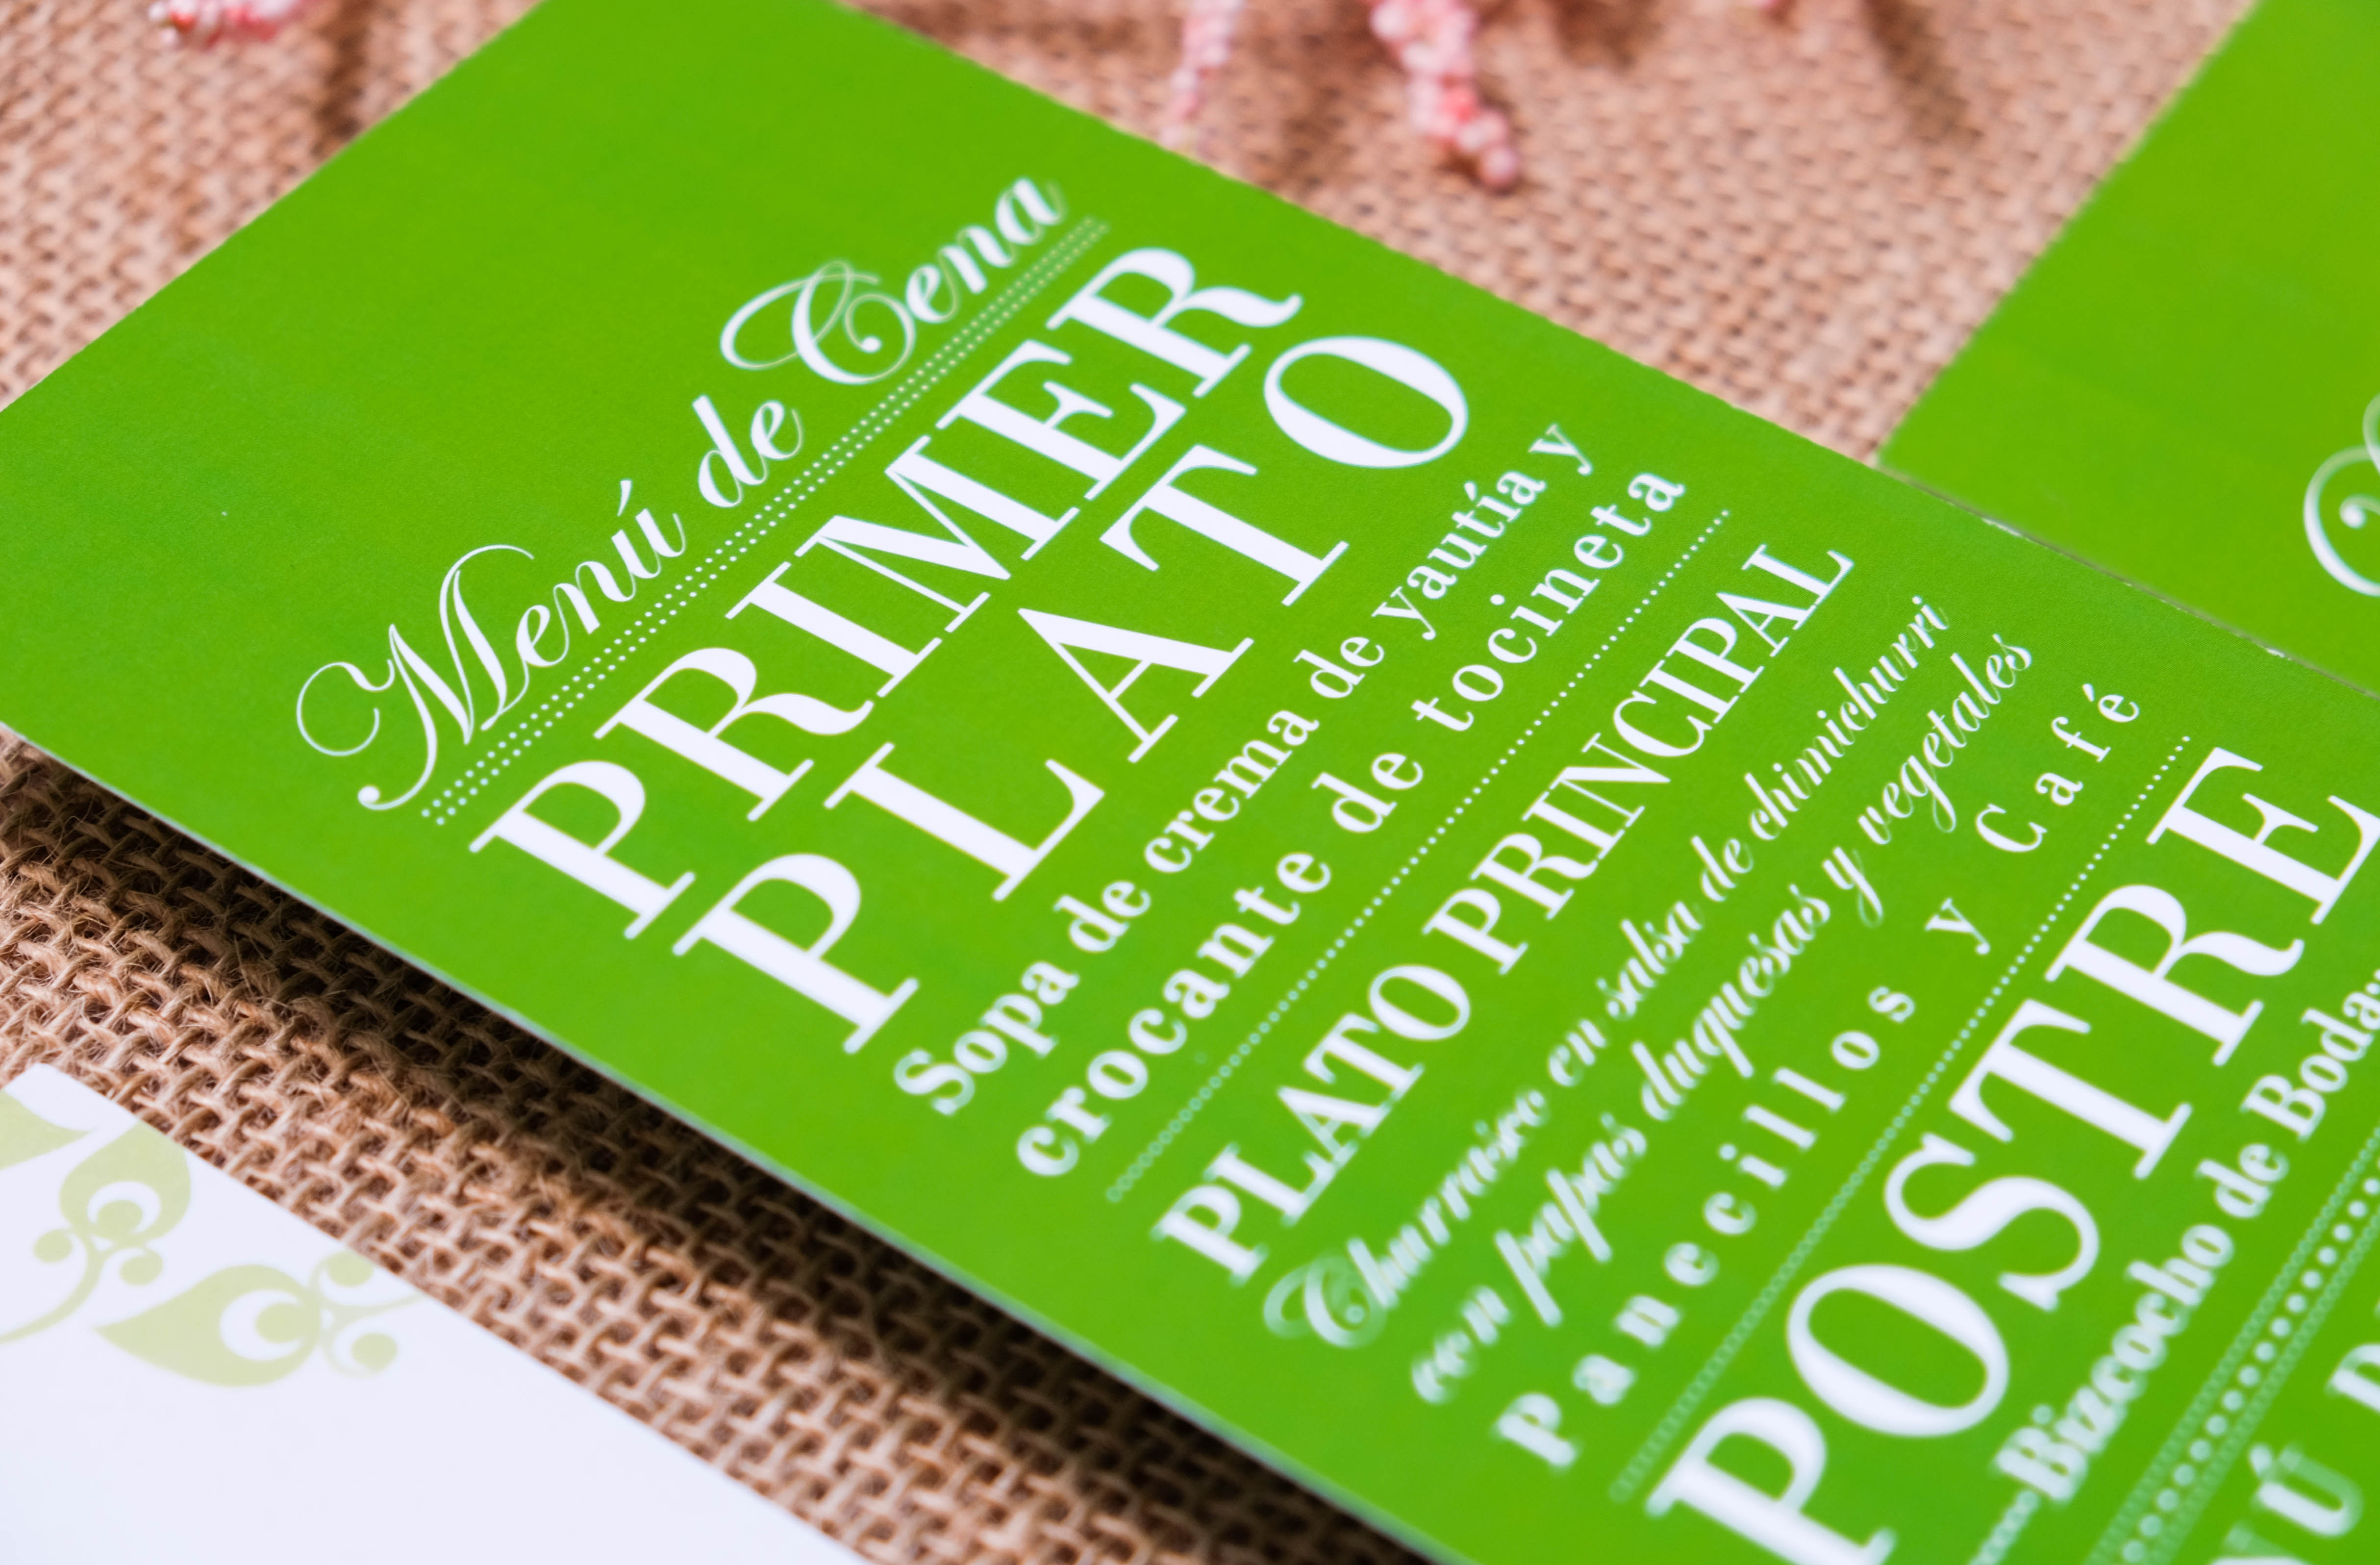 Menú de Cena
PRIMER
PLATO
Sopa de crema de yautía y
crocante de tocineta
PLATO PRINCIPAL
Churrasco en salsa de chimichurri
con papas duquesas y vegetales
Panecillos y Café
POSTRE
Bizcocho de Boda